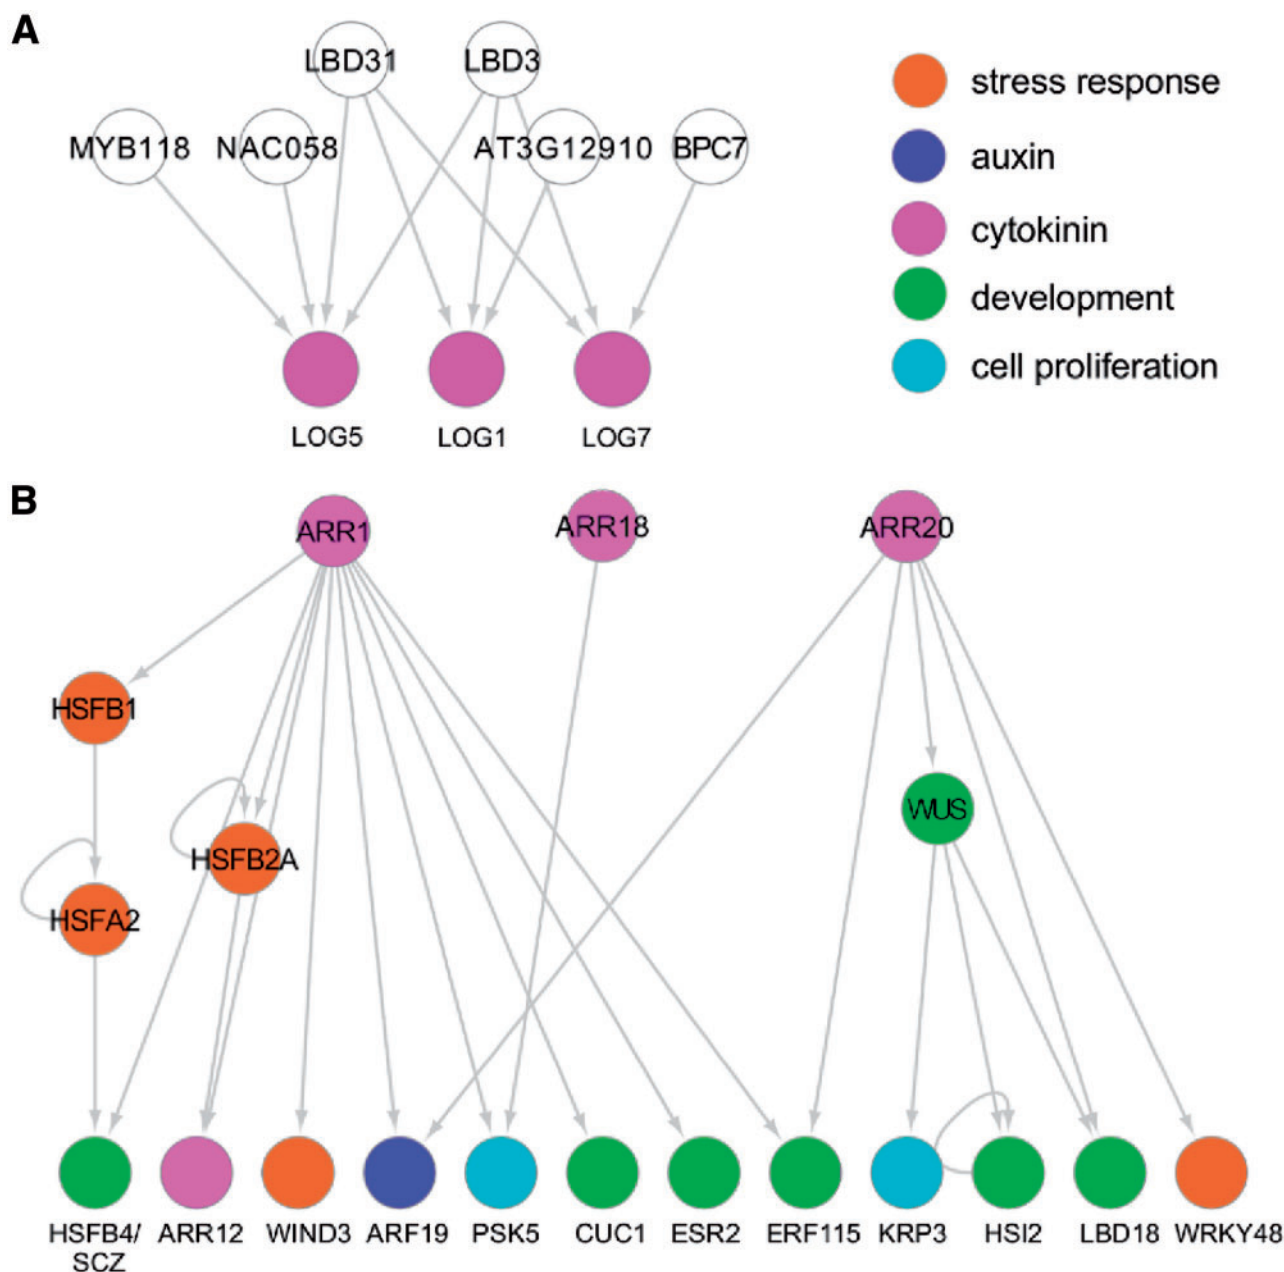 A
LBD31 LBD3
MYB118 NAC058 AT3G12910 BPC7
LOG5 LOG1 LOG7
stress response
auxin
cytokinin
development
cell proliferation
B
ARR1 ARR18 ARR20
HSFB1
WUS
HSFB2A
HSFA2
HSFB4/ ARR12 WIND3 ARF19 PSK5 CUC1 ESR2 ERF115 KRP3 HSI2 LBD18 WRKY48
SCZ